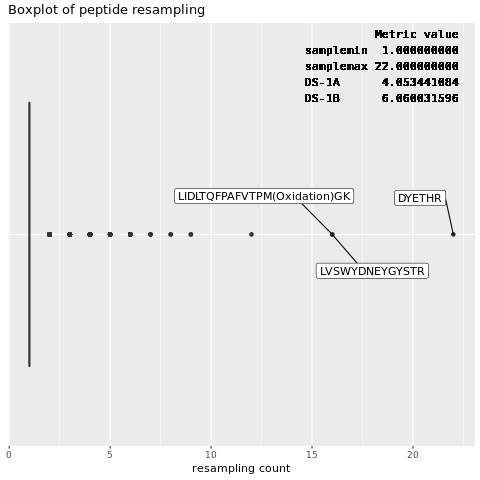 Boxplot of peptide resampling
Metric value
samplemin 1.000000000
samplemax 22.000000000
DS-1A 4.053441084
DS-1B 6.060031596
LIDLTQFPAFVTPM(Oxidation)GK
DYETHR
LVSWYDNEYGYSTR
0 5 10 15 20
resampling count